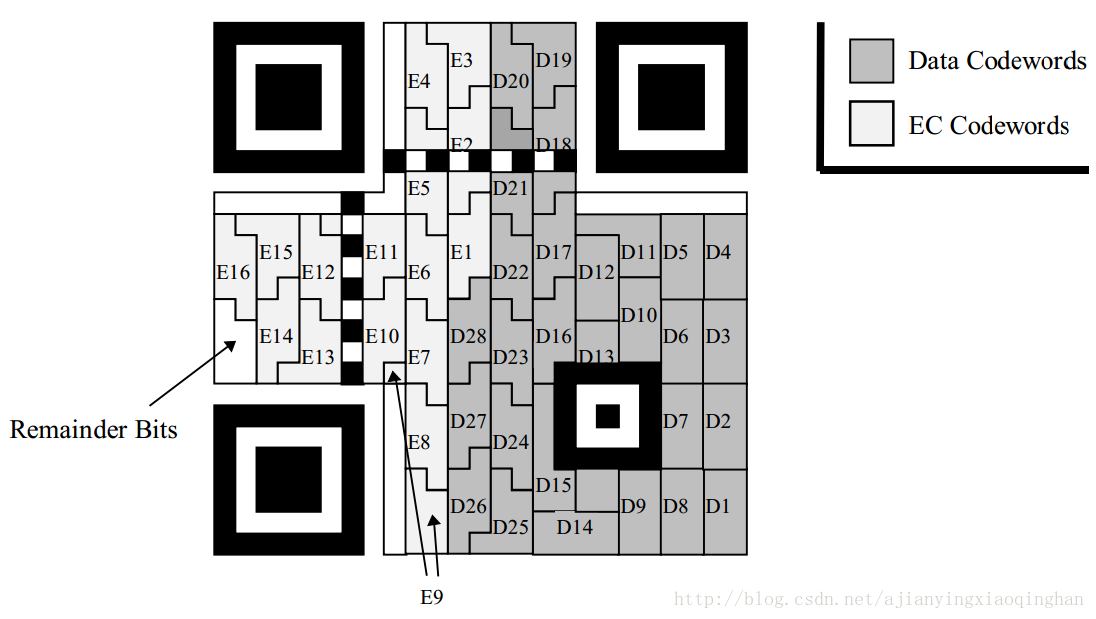 E3
D19
E4
D20
E2
D18
Data Codewords
EC Codewords
E5
D21
E15
E11
E1
D17
D11
D5
D4
E16
E12
E6
D22
D12
D10
E14
E10
D28
D16
D6
D3
E13
E7
D23
D13
Remainder Bits
D27
D7
D2
E8
D24
D15
D26
D9
D8
D1
D25
D14
E9
http://blog.csdn.net/ajianyingxiaoqinghan